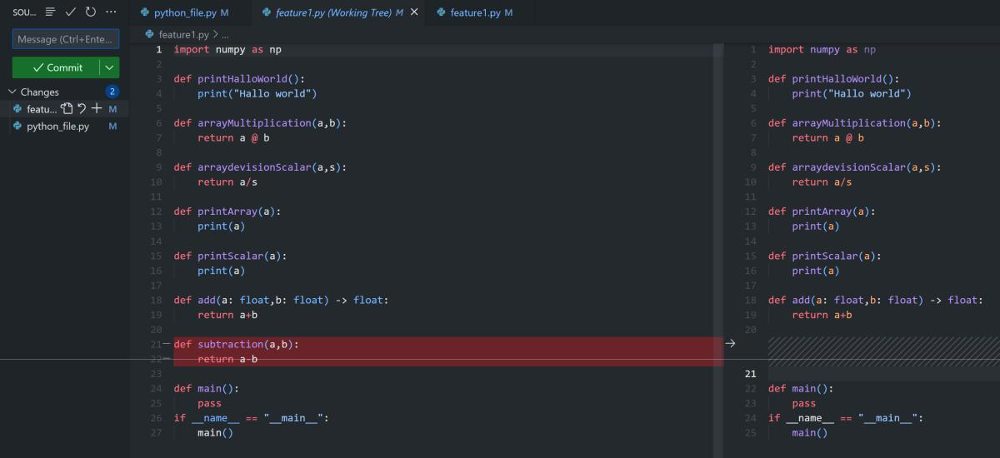 SOU... ...
python_file.py M
feature1.py (Working Tree) M
feature1.py M
Message (Ctrl+Ente...
Commit
Changes 2
featu... M
python_file.py M
feature1.py > ...
1 import numpy as np
2
3 def printHalloWorld():
4 print("Hallo world")
5
6 def arrayMultiplication(a,b):
7 return a @ b
8
9 def arraydevisionScalar(a,s):
10 return a/s
11
12 def printArray(a):
13 print(a)
14
15 def printScalar(a):
16 print(a)
17
18 def add(a: float,b: float) -> float:
19 return a+b
20
21— def subtraction(a,b):
22— return a-b
23
24 def main():
25 pass
26 if __name__ == "__main__":
27 main()
1 import numpy as np
2
3 def printHalloWorld():
4 print("Hallo world")
5
6 def arrayMultiplication(a,b):
7 return a @ b
8
9 def arraydevisionScalar(a,s):
10 return a/s
11
12 def printArray(a):
13 print(a)
14
15 def printScalar(a):
16 print(a)
17
18 def add(a: float,b: float) -> float:
19 return a+b
20
21
22 def main():
23 pass
24 if __name__ == "__main__":
25 main()